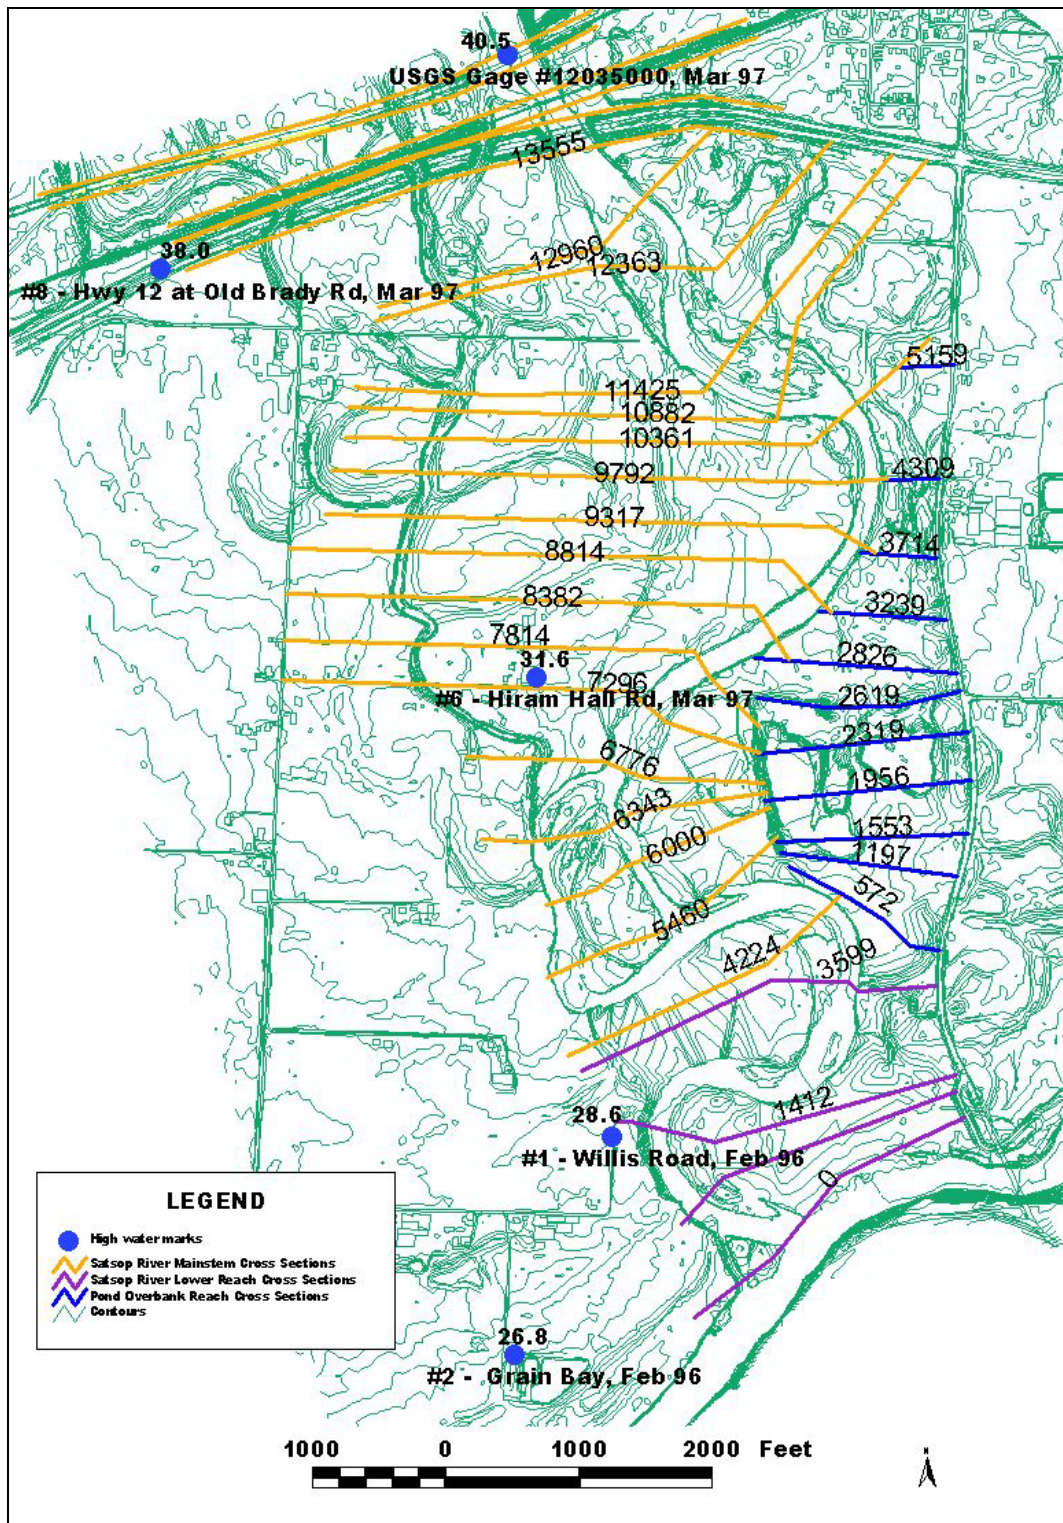 40.5
USGS Gage #12035000, Mar 97
13555
38.0
#8 - Hwy 12 at Old Brady Rd, Mar 97
12960
12363
5159
11425
10882
10361
9792
4309
9317
3714
8814
8382
3239
7814
2826
31.6
7296
#6 - Hiram Hall Rd, Mar 97
2619
2319
6776
1956
6343
1553
6000
1197
572
5460
4224
3599
1412
28.6
#1 - Willis Road, Feb 96
0
LEGEND
High water marks
Satsop River Mainstem Cross Sections
Satsop River Lower Reach Cross Sections
Pond Overbank Reach Cross Sections
Contours
26.8
#2 - Grain Bay, Feb 96
1000 0 1000 2000 Feet
N